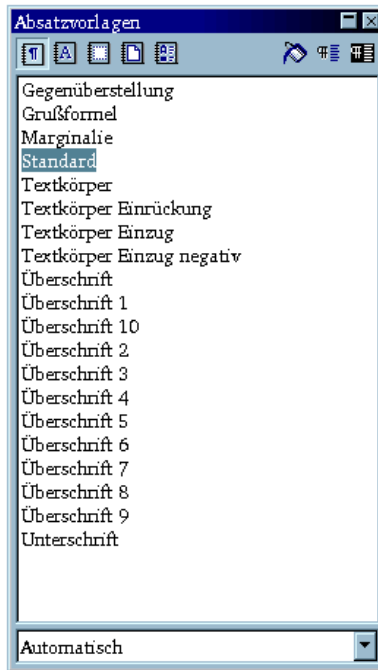 Absatzvorlagen
Gegenüberstellung
Grußformel
Marginalie
Standard
Textkörper
Textkörper Einrückung
Textkörper Einzug
Textkörper Einzug negativ
Überschrift
Überschrift 1
Überschrift 10
Überschrift 2
Überschrift 3
Überschrift 4
Überschrift 5
Überschrift 6
Überschrift 7
Überschrift 8
Überschrift 9
Unterschrift
Automatisch